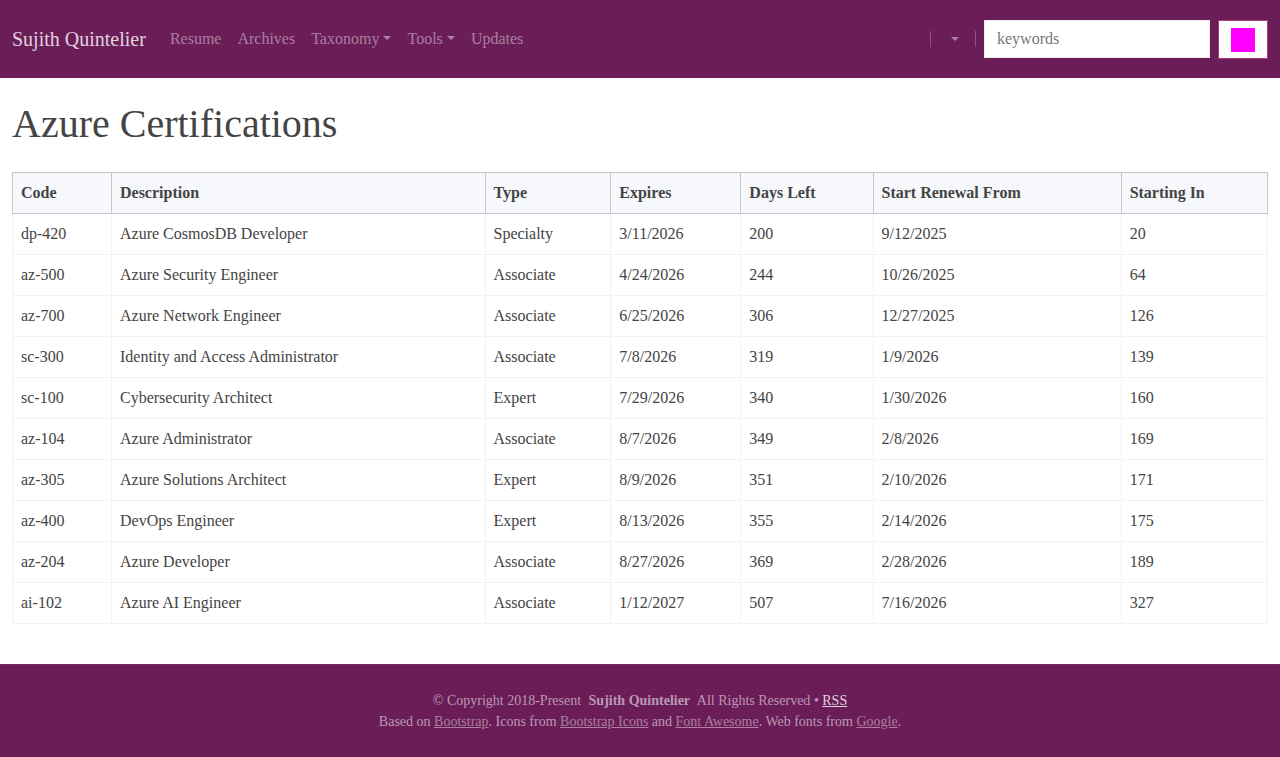 Sujith Quintelier Resume Archives Taxonomy Tools Updates keywords
Azure Certifications
Code Description Type Expires Days Left Start Renewal From Starting In
dp-420 Azure CosmosDB Developer Specialty 3/11/2026 200 9/12/2025 20
az-500 Azure Security Engineer Associate 4/24/2026 244 10/26/2025 64
az-700 Azure Network Engineer Associate 6/25/2026 306 12/27/2025 126
sc-300 Identity and Access Administrator Associate 7/8/2026 319 1/9/2026 139
sc-100 Cybersecurity Architect Expert 7/29/2026 340 1/30/2026 160
az-104 Azure Administrator Associate 8/7/2026 349 2/8/2026 169
az-305 Azure Solutions Architect Expert 8/9/2026 351 2/10/2026 171
az-400 DevOps Engineer Expert 8/13/2026 355 2/14/2026 175
az-204 Azure Developer Associate 8/27/2026 369 2/28/2026 189
ai-102 Azure AI Engineer Associate 1/12/2027 507 7/16/2026 327
© Copyright 2018-Present Sujith Quintelier All Rights Reserved • RSS
Based on Bootstrap. Icons from Bootstrap Icons and Font Awesome. Web fonts from Google.